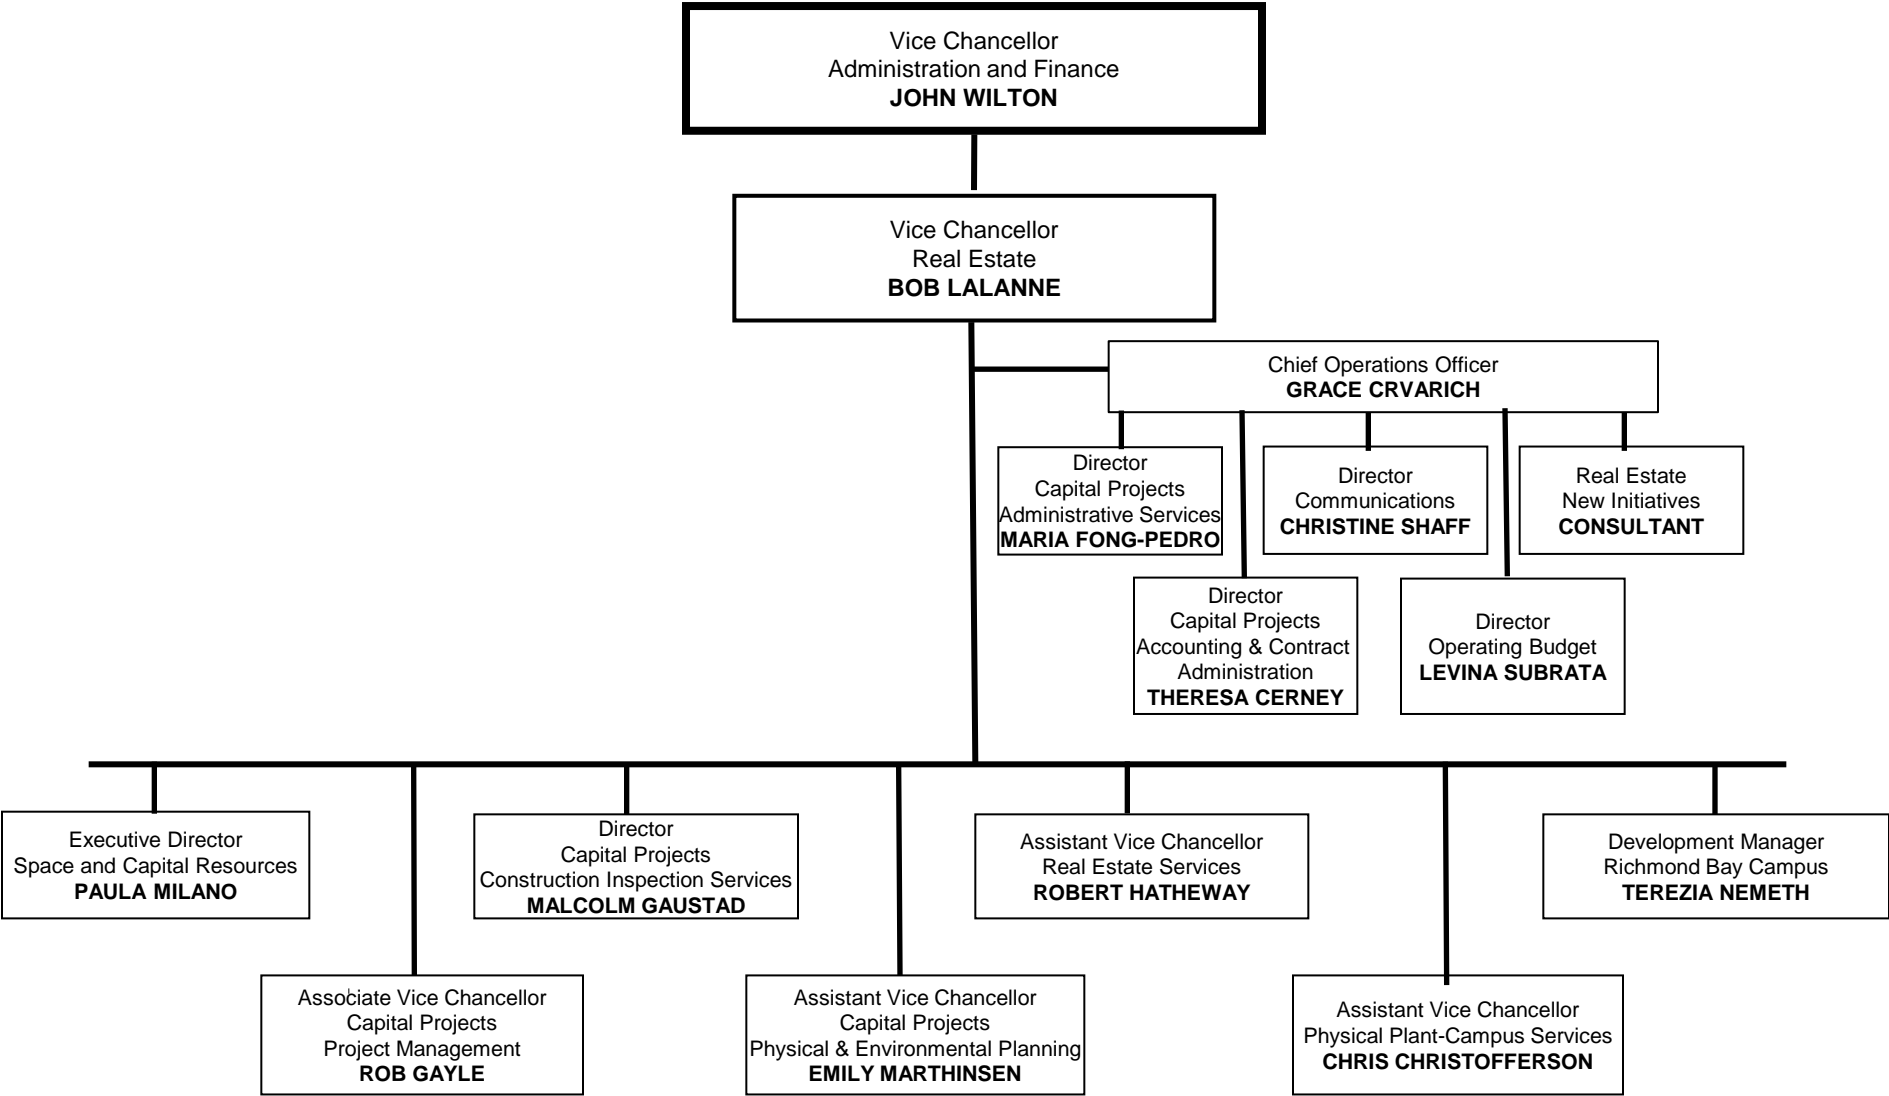 Vice Chancellor
Administration and Finance
JOHN WILTON
Vice Chancellor
Real Estate
BOB LALANNE
Chief Operations Officer
GRACE CRVARICH
Director
Capital Projects
Administrative Services
MARIA FONG-PEDRO
Director
Communications
CHRISTINE SHAFF
Real Estate
New Initiatives
CONSULTANT
Director
Capital Projects
Accounting & Contract
Administration
THERESA CERNEY
Director
Operating Budget
LEVINA SUBRATA
Executive Director
Space and Capital Resources
PAULA MILANO
Director
Capital Projects
Construction Inspection Services
MALCOLM GAUSTAD
Assistant Vice Chancellor
Real Estate Services
ROBERT HATHEWAY
Development Manager
Richmond Bay Campus
TEREZIA NEMETH
Associate Vice Chancellor
Capital Projects
Project Management
ROB GAYLE
Assistant Vice Chancellor
Capital Projects
Physical & Environmental Planning
EMILY MARTHINSEN
Assistant Vice Chancellor
Physical Plant-Campus Services
CHRIS CHRISTOFFERSON